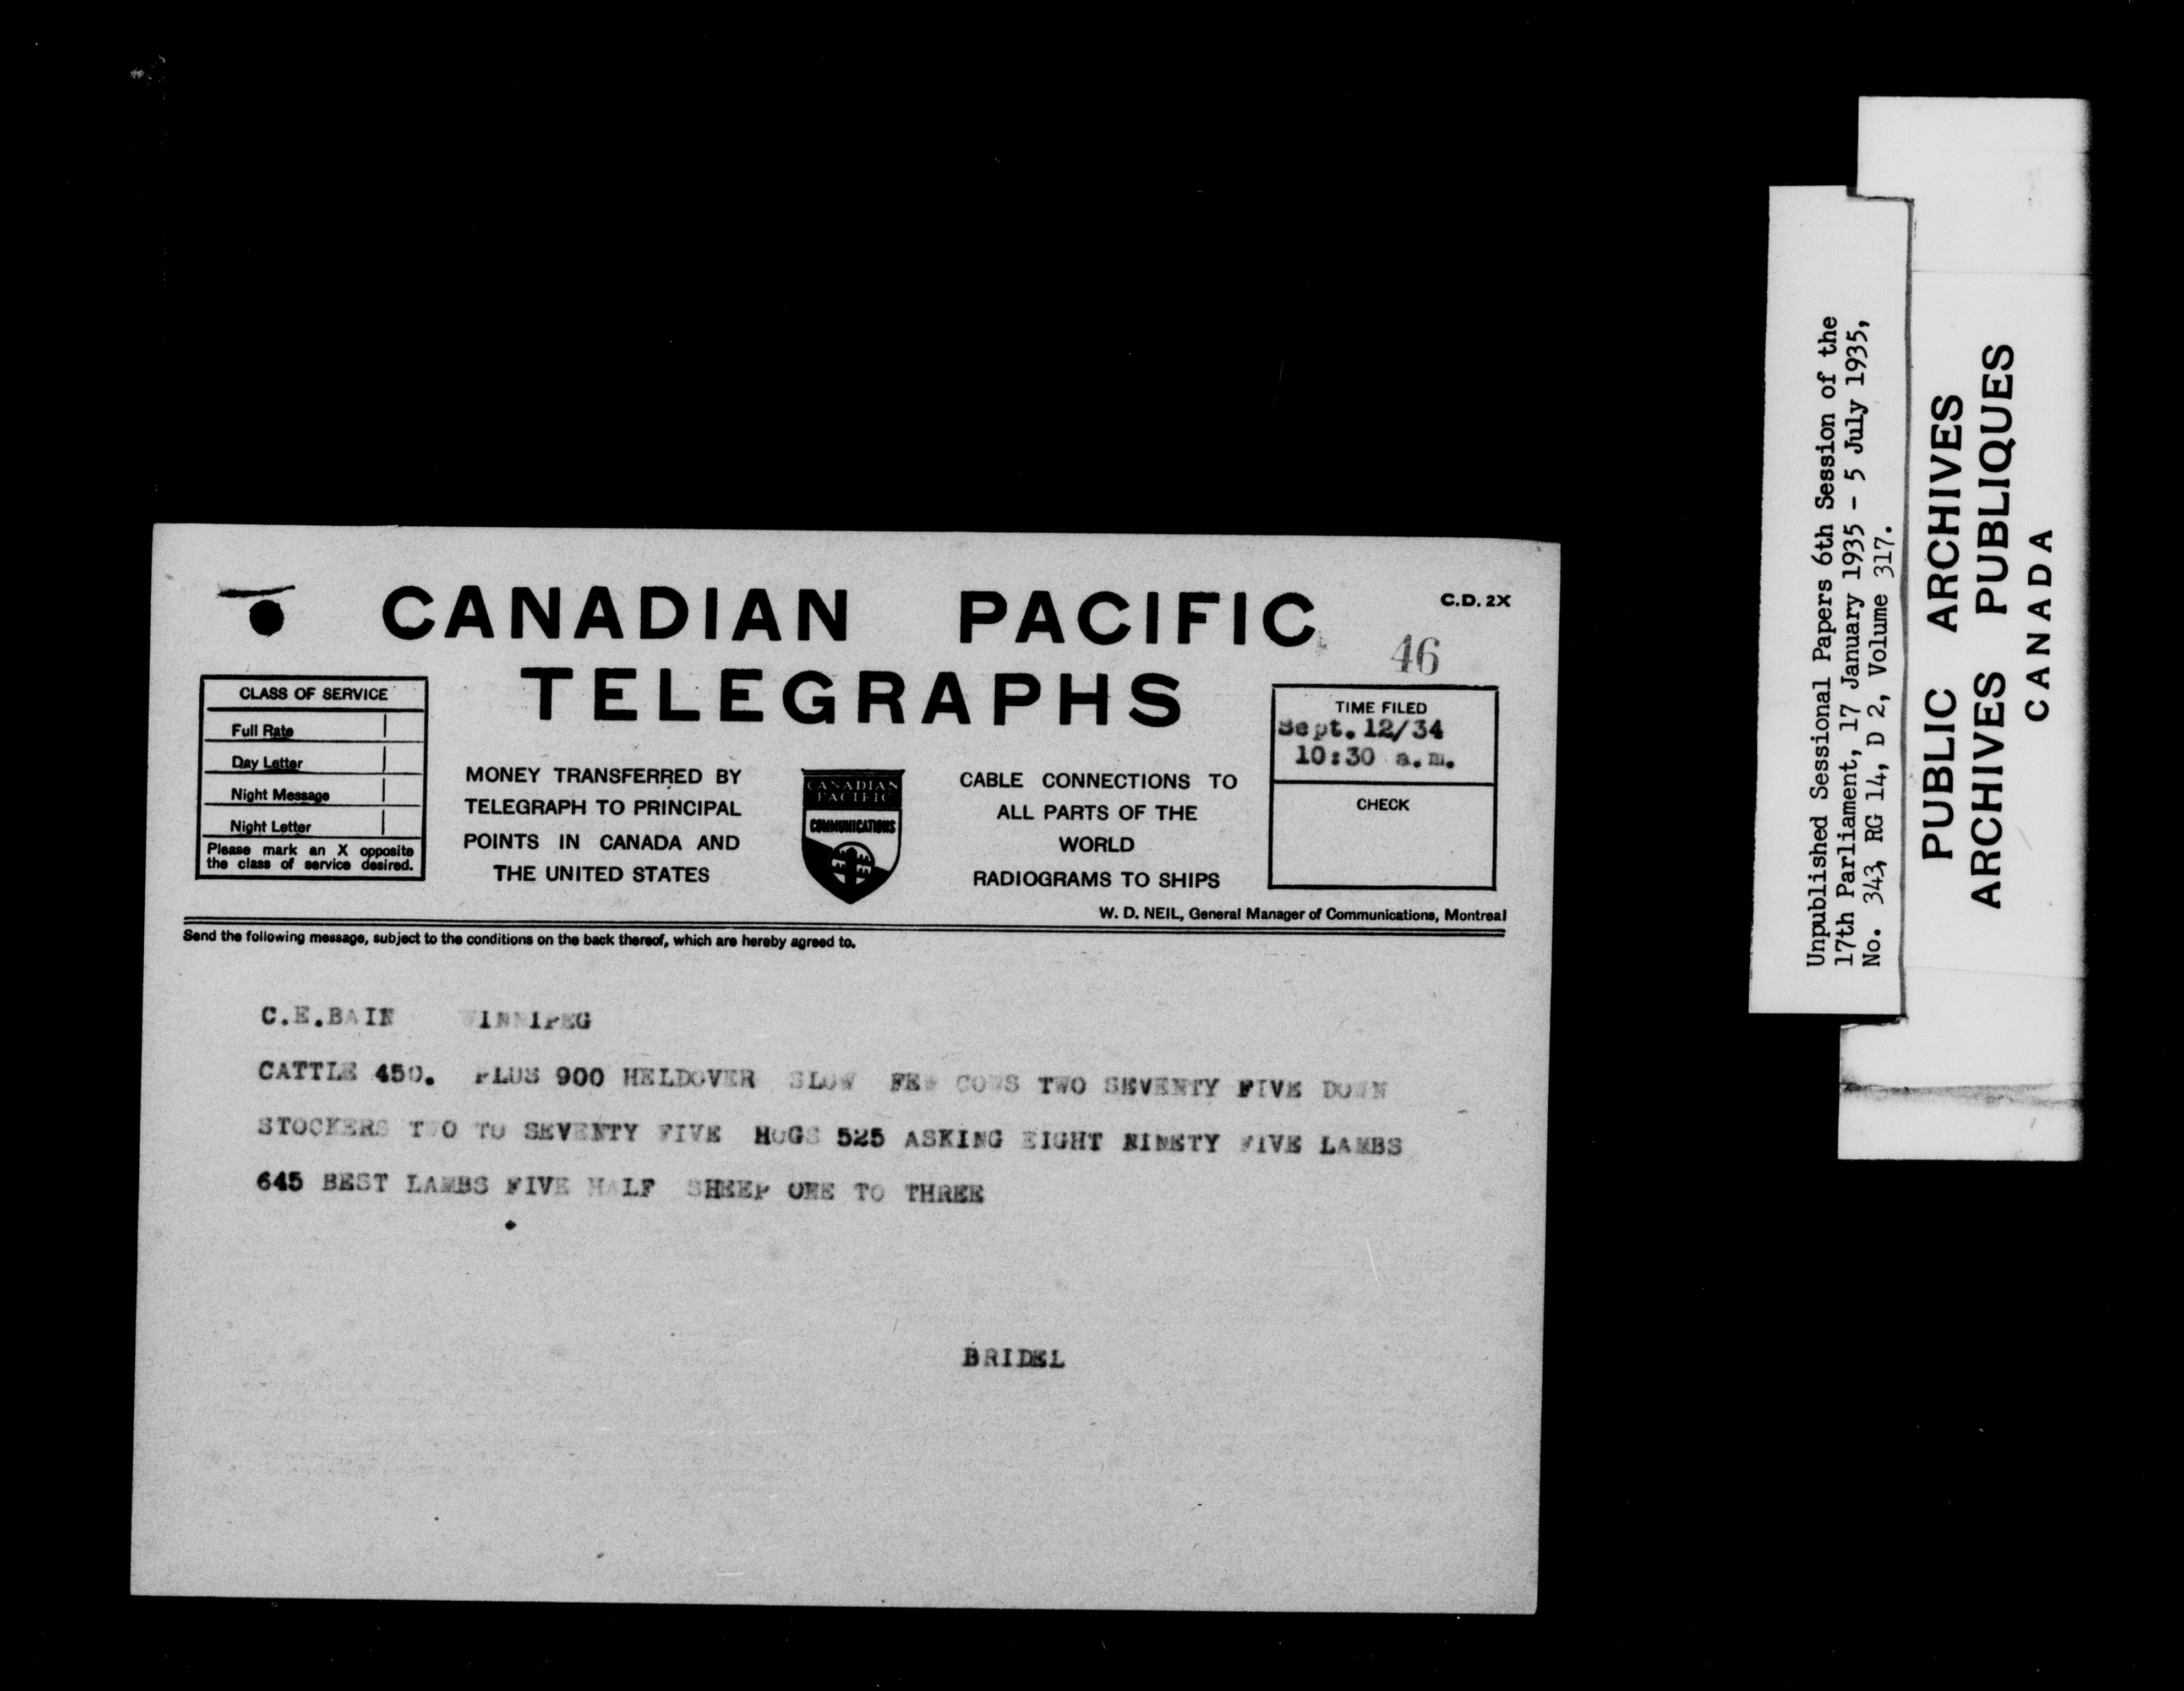 CANADIAN PACIFIC
TELEGRAPHS
C.D. 2X
46
CLASS OF SERVICE
Full Rate
Day Letter
Night Message
Night Letter
Please mark an X opposite
the class of service desired.
MONEY TRANSFERRED BY
TELEGRAPH TO PRINCIPAL
POINTS IN CANADA AND
THE UNITED STATES
CANADIAN
PACIFIC
COMMUNICATIONS
CABLE CONNECTIONS TO
ALL PARTS OF THE
WORLD
RADIOGRAMS TO SHIPS
TIME FILED
Sept. 12/34
10:30 a.m.
CHECK
W. D. NEIL, General Manager of Communications, Montreal
Send the following message, subject to the conditions on the back thereof, which are hereby agreed to.
C.E.BAIN WINNIPEG
CATTLE 450. PLUS 900 HELDOVER SLOW FEW COWS TWO SEVENTY FIVE DOWN
STOCKERS TWO TO SEVENTY FIVE HOGS 525 ASKING EIGHT NINETY FIVE LAMBS
645 BEST LAMBS FIVE HALF SHEEP ONE TO THREE
BRIDEL
Unpublished Sessional Papers 6th Session of the
17th Parliament, 17 January 1935 - 5 July 1935,
No. 343, RG 14, D 2, Volume 317.
PUBLIC ARCHIVES
ARCHIVES PUBLIQUES
CANADA